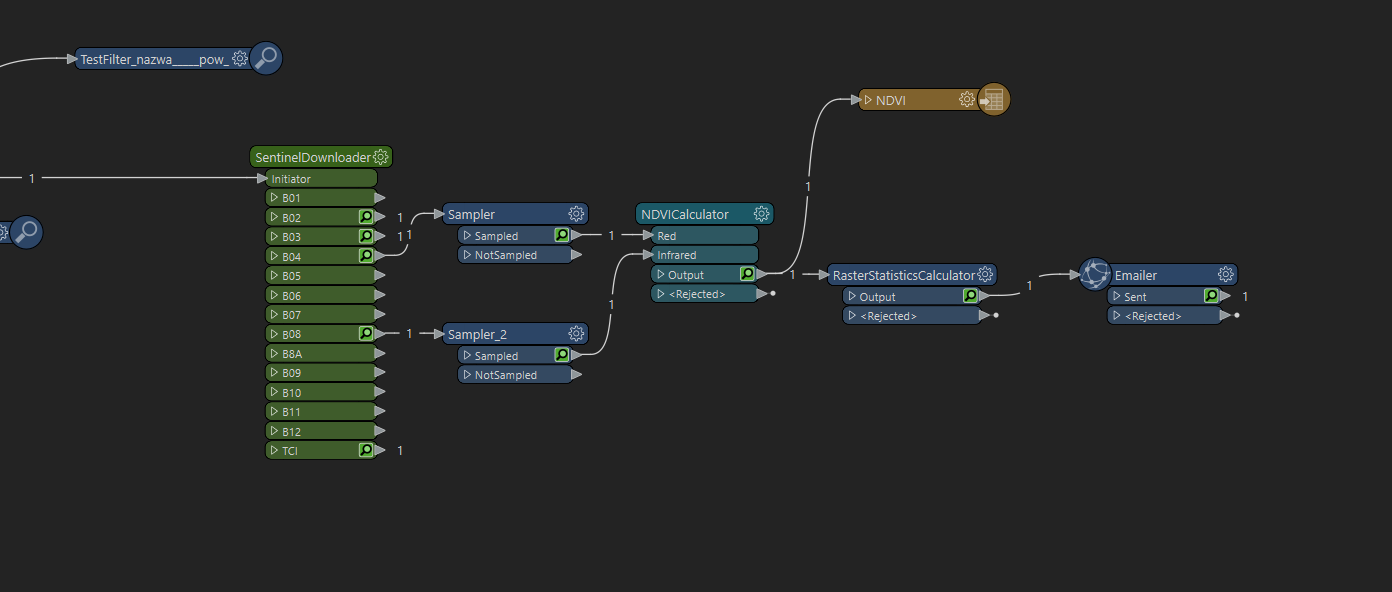 TestFilter_nazwa_____pow_
NDVI
1
SentinelDownloader
1
Initiator
B01
B02
1
B03
1
1
B04
B05
B06
B07
B08
1
B8A
B09
B10
B11
B12
TCI
1
Sampler
Sampled
1
NotSampled
Sampler_2
Sampled
NotSampled
1
NDVICalculator
Red
Infrared
Output
1
<Rejected>
RasterStatisticsCalculator
Output
1
<Rejected>
Emailer
Sent
1
<Rejected>